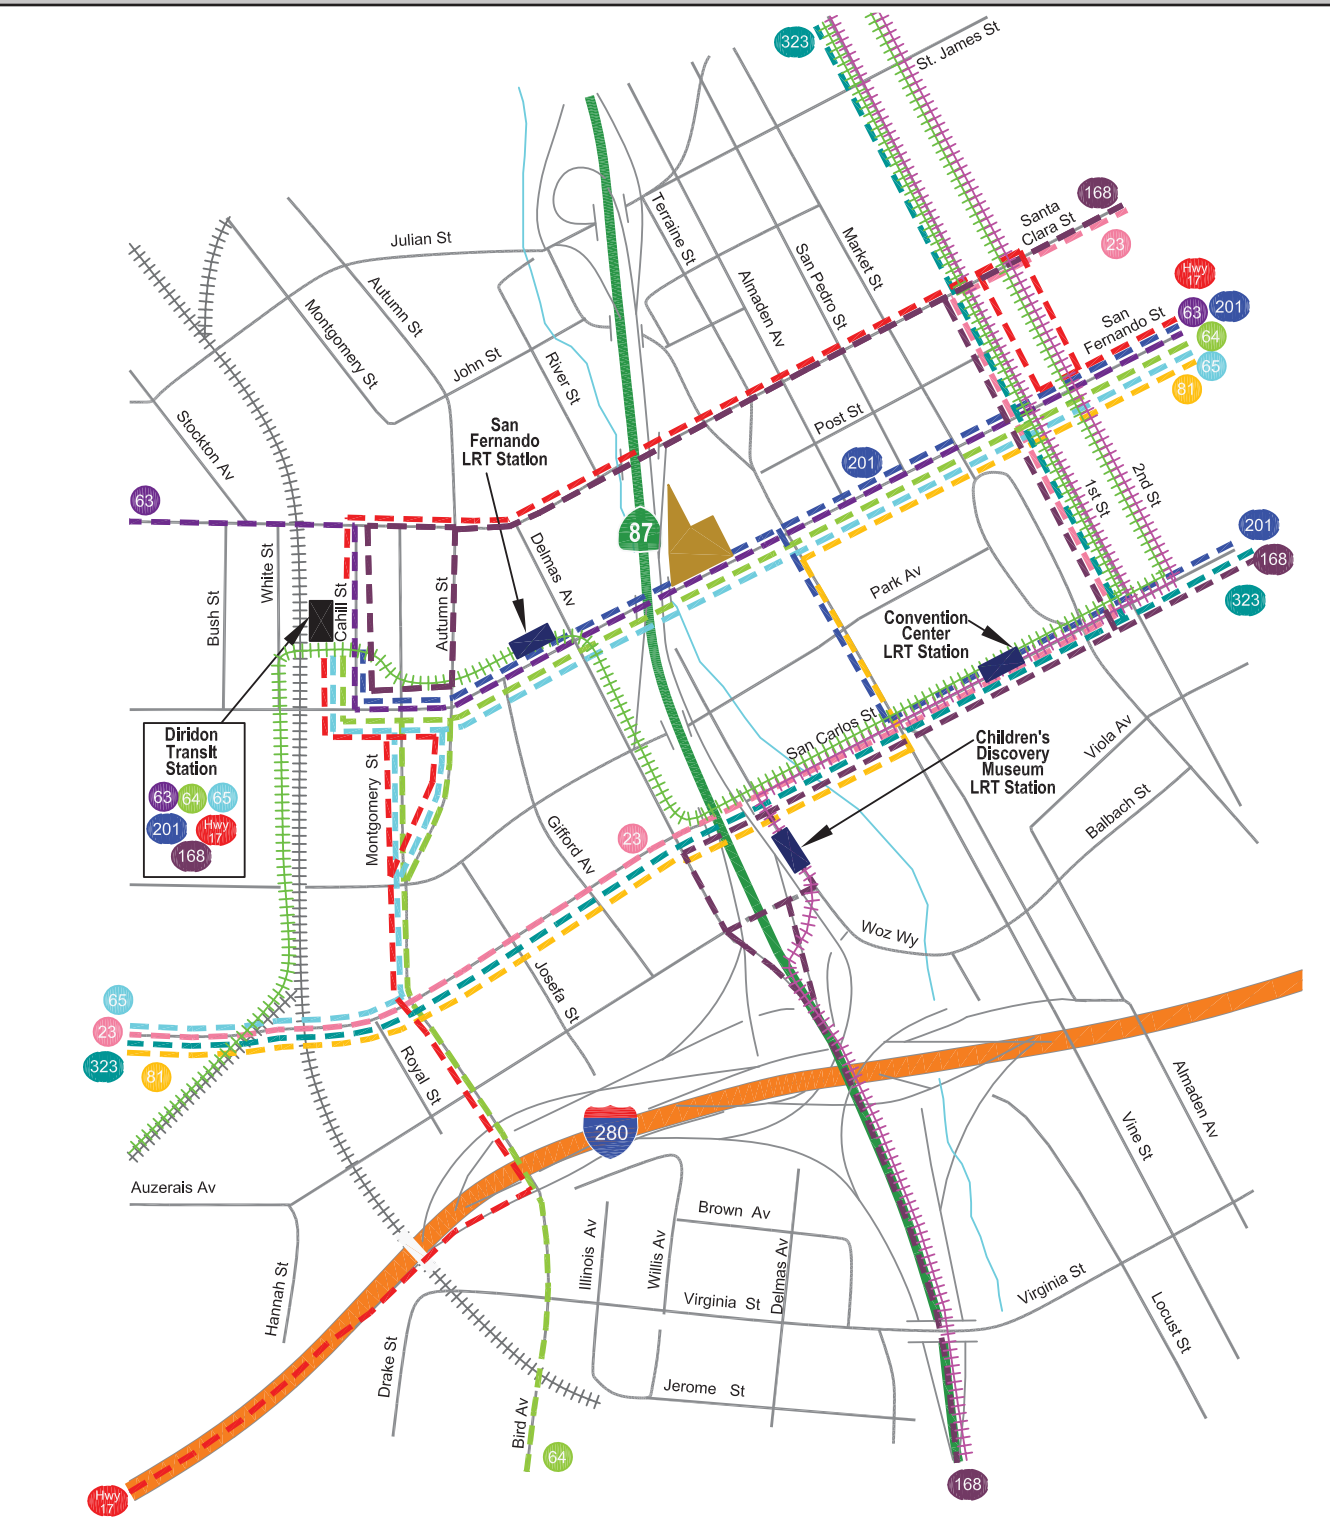 323
St. James St
168
Santa
Clara St
23
Terraine St
Market St
San Pedro St
Almaden Av
Julian St
Autumn St
Montgomery St
John St
River St
Hwy
17
201
63
San
Fernando St
64
65
81
Stockton Av
San
Fernando
LRT Station
Post St
201
63
87
2nd St
1st St
201
168
323
White St
Bush St
Cahill St
Autumn St
Delmas Av
Park Av
Convention
Center
LRT Station
San Carlos St
Diridon
Transit
Station
63
64
65
201
Hwy
17
168
Montgomery St
Viola Av
Children's
Discovery
Museum
LRT Station
Balbach St
23
Gifford Av
Woz Wy
Josefa St
65
23
323
81
Royal St
280
Almaden Av
Vine St
Auzerais Av
Brown Av
Illinois Av
Willis Av
Delmas Av
Hannah St
Virginia St
Virginia St
Locust St
Drake St
Jerome St
Bird Av
64
168
Hwy
17